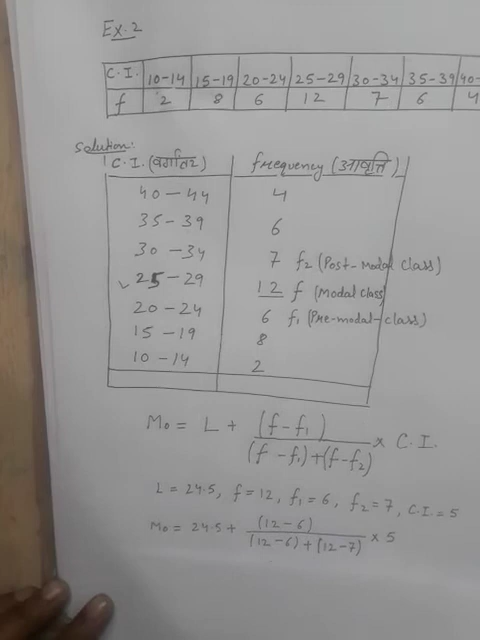 Ex.2
C.I. 10-14 15-19 20-24 25-29 30-34 35-39 40-
f 2 8 6 12 7 6 4
Solution:
C.I. (वर्गांतर) frequency (आवृत्ति)
40-44 4
35-39 6
30-34 7 f₂ (Post-Modal Class)
✓25-29 12 f (Modal class)
20-24 6 f₁ (Pre-modal-class)
15-19 8
10-14 2
Mo = L + (f-f₁) / (f-f₁)+(f-f₂) × C.I.
L = 24.5, f=12, f₁=6, f₂=7, C.I.=5
Mo = 24.5 + (12-6) / (12-6)+(12-7) × 5